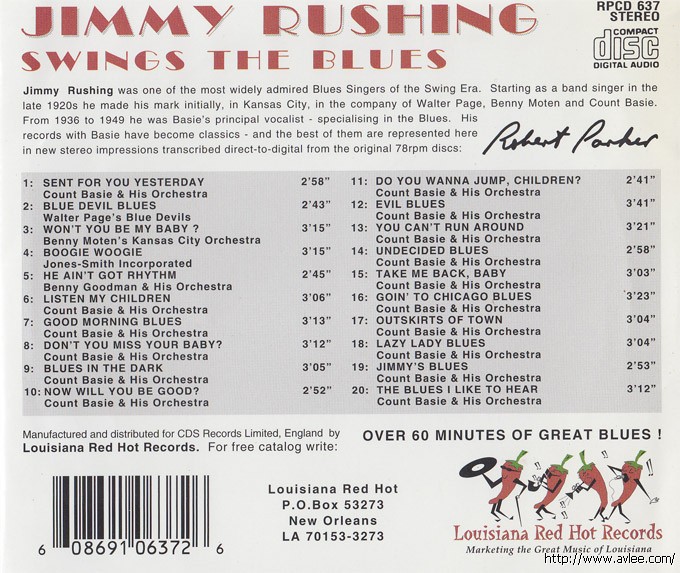 JIMMY RUSHING
SWINGS THE BLUES
RPCD 637
STEREO
COMPACT
disc
DIGITAL AUDIO
Jimmy Rushing was one of the most widely admired Blues Singers of the Swing Era. Starting as a band singer in the
late 1920s he made his mark initially, in Kansas City, in the company of Walter Page, Benny Moten and Count Basie.
From 1936 to 1949 he was Basie's principal vocalist - specialising in the Blues. His
records with Basie have become classics - and the best of them are represented here
in new stereo impressions transcribed direct-to-digital from the original 78rpm discs:
Robert Parker
1: SENT FOR YOU YESTERDAY 2'58"
Count Basie & His Orchestra
2: BLUE DEVIL BLUES 2'43"
Walter Page's Blue Devils
3: WON'T YOU BE MY BABY ? 3'15"
Benny Moten's Kansas City Orchestra
4: BOOGIE WOOGIE 3'15"
Jones-Smith Incorporated
5: HE AIN'T GOT RHYTHM 2'45"
Benny Goodman & His Orchestra
6: LISTEN MY CHILDREN 3'06"
Count Basie & His Orchestra
7: GOOD MORNING BLUES 3'13"
Count Basie & His Orchestra
8: DON'T YOU MISS YOUR BABY? 3'12"
Count Basie & His Orchestra
9: BLUES IN THE DARK 3'05"
Count Basie & His Orchestra
10: NOW WILL YOU BE GOOD? 2'52"
Count Basie & His Orchestra
11: DO YOU WANNA JUMP, CHILDREN? 2'41"
Count Basie & His Orchestra
12: EVIL BLUES 3'41"
Count Basie & His Orchestra
13: YOU CAN'T RUN AROUND 3'21"
Count Basie & His Orchestra
14: UNDECIDED BLUES 2'58"
Count Basie & His Orchestra
15: TAKE ME BACK, BABY 3'03"
Count Basie & His Orchestra
16: GOIN' TO CHICAGO BLUES 3'23"
Count Basie & His Orchestra
17: OUTSKIRTS OF TOWN 3'04"
Count Basie & His Orchestra
18: LAZY LADY BLUES 3'04"
Count Basie & His Orchestra
19: JIMMY'S BLUES 2'53"
Count Basie & His Orchestra
20: THE BLUES I LIKE TO HEAR 3'12"
Count Basie & His Orchestra
Manufactured and distributed for CDS Records Limited, England by
Louisiana Red Hot Records. For free catalog write:
OVER 60 MINUTES OF GREAT BLUES !
Louisiana Red Hot
P.O.Box 53273
New Orleans
LA 70153-3273
6 08691 06372 6
Louisiana Red Hot Records
Marketing the Great Music of Louisiana
http://www.avlee.com/